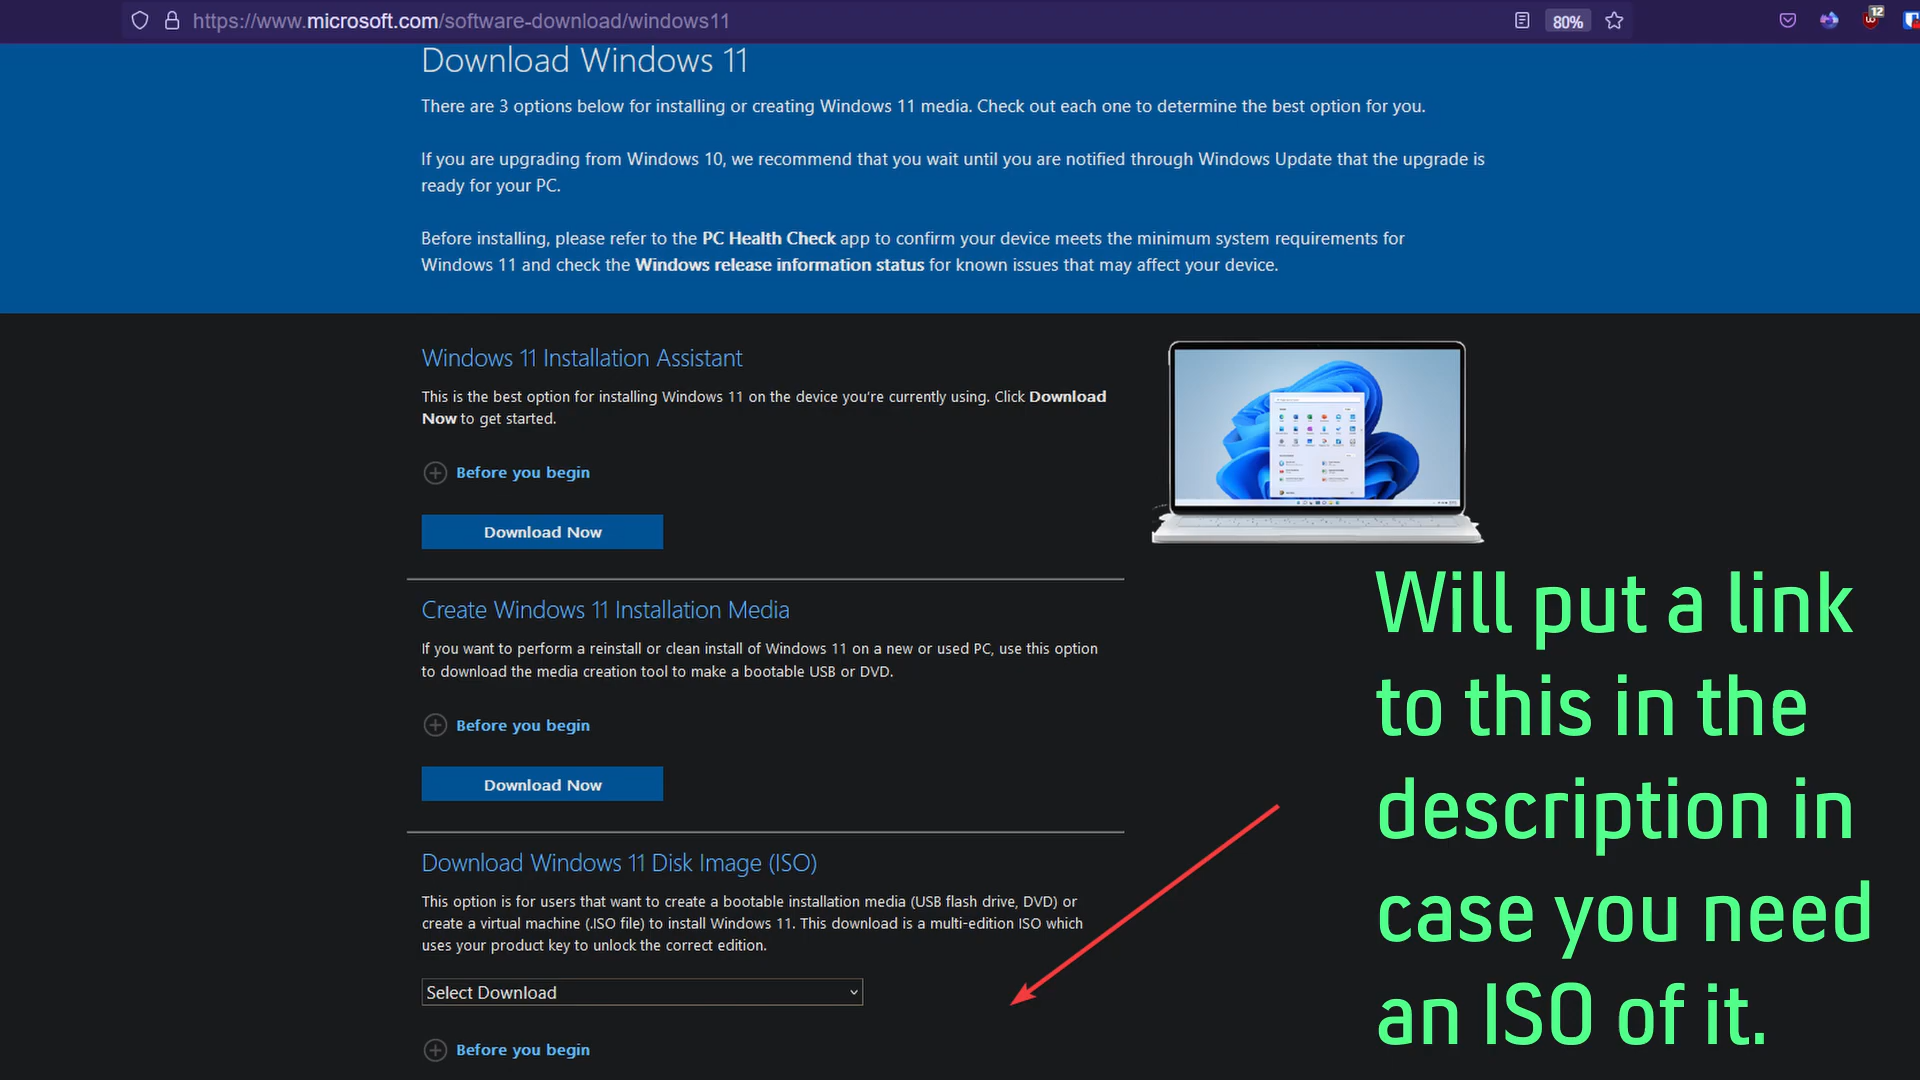 https://www.microsoft.com/software-download/windows11
80%
12
Download Windows 11
There are 3 options below for installing or creating Windows 11 media. Check out each one to determine the best option for you.
If you are upgrading from Windows 10, we recommend that you wait until you are notified through Windows Update that the upgrade is
ready for your PC.
Before installing, please refer to the PC Health Check app to confirm your device meets the minimum system requirements for
Windows 11 and check the Windows release information status for known issues that may affect your device.
Windows 11 Installation Assistant
This is the best option for installing Windows 11 on the device you're currently using. Click Download
Now to get started.
Before you begin
Download Now
Create Windows 11 Installation Media
If you want to perform a reinstall or clean install of Windows 11 on a new or used PC, use this option
to download the media creation tool to make a bootable USB or DVD.
Before you begin
Download Now
Download Windows 11 Disk Image (ISO)
This option is for users that want to create a bootable installation media (USB flash drive, DVD) or
create a virtual machine (.ISO file) to install Windows 11. This download is a multi-edition ISO which
uses your product key to unlock the correct edition.
Select Download
Before you begin
Will put a link
to this in the
description in
case you need
an ISO of it.